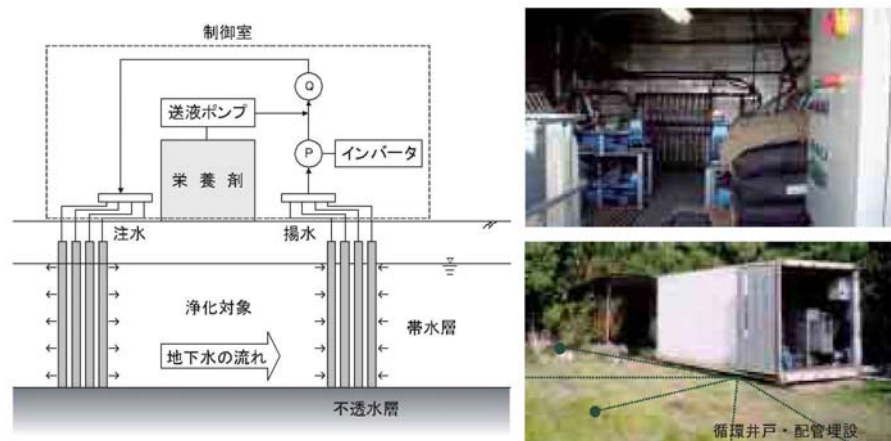 制御室
Q
送液ポンプ
P
インバータ
栄養剤
注水
揚水
浄化対象
帯水層
地下水の流れ
不透水層
循環井戸・配管埋設